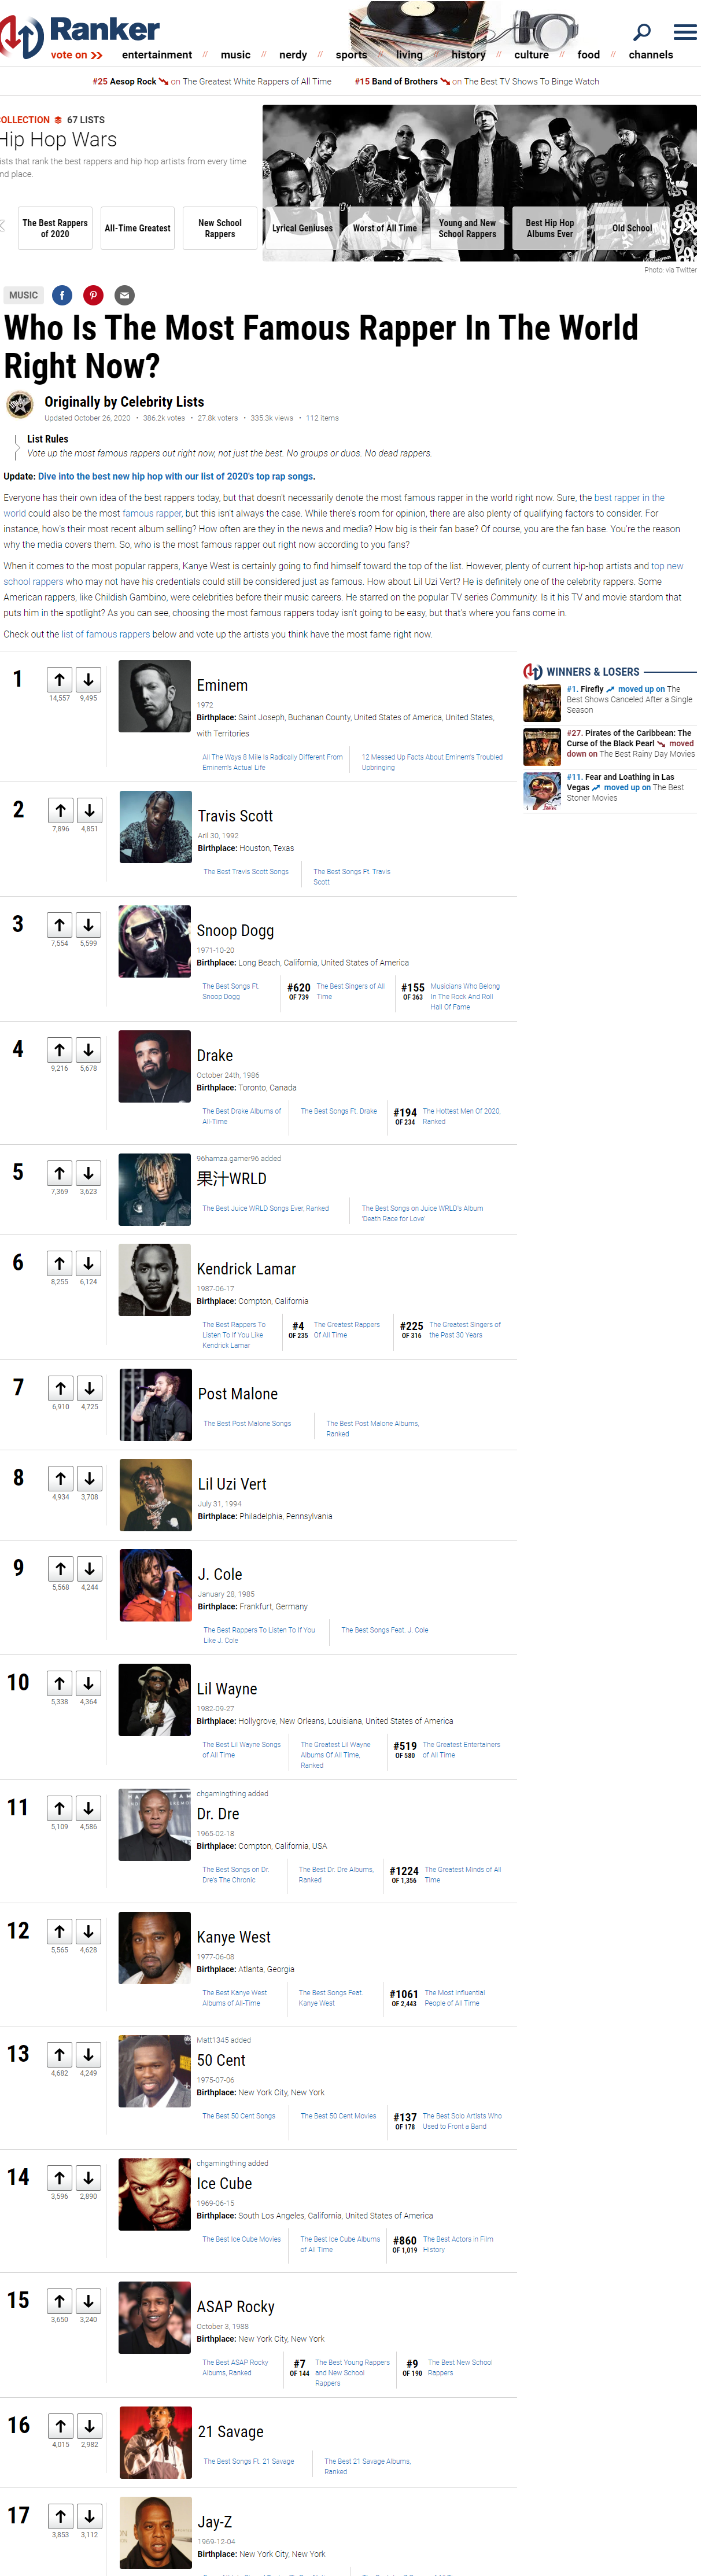 Ranker
vote on >> entertainment // music // nerdy // sports // living // history // culture // food // channels
#25 Aesop Rock on The Greatest White Rappers of All Time #15 Band of Brothers on The Best TV Shows To Binge Watch
OLLECTION 67 LISTS
Hip Hop Wars
ists that rank the best rappers and hip hop artists from every time
nd place.
The Best Rappers
of 2020
All-Time Greatest
New School
Rappers
Lyrical Geniuses
Worst of All Time
Young and New
School Rappers
Best Hip Hop
Albums Ever
Old School
Photo: via Twitter
MUSIC
Who Is The Most Famous Rapper In The World
Right Now?
Originally by Celebrity Lists
Updated October 26, 2020 • 386.2k votes • 27.8k voters • 335.3k views • 112 items
List Rules
Vote up the most famous rappers out right now, not just the best. No groups or duos. No dead rappers.
Update: Dive into the best new hip hop with our list of 2020's top rap songs.
Everyone has their own idea of the best rappers today, but that doesn't necessarily denote the most famous rapper in the world right now. Sure, the best rapper in the
world could also be the most famous rapper, but this isn't always the case. While there's room for opinion, there are also plenty of qualifying factors to consider. For
instance, how's their most recent album selling? How often are they in the news and media? How big is their fan base? Of course, you are the fan base. You're the reason
why the media covers them. So, who is the most famous rapper out right now according to you fans?
When it comes to the most popular rappers, Kanye West is certainly going to find himself toward the top of the list. However, plenty of current hip-hop artists and top new
school rappers who may not have his credentials could still be considered just as famous. How about Lil Uzi Vert? He is definitely one of the celebrity rappers. Some
American rappers, like Childish Gambino, were celebrities before their music careers. He starred on the popular TV series Community. Is it his TV and movie stardom that
puts him in the spotlight? As you can see, choosing the most famous rappers today isn't going to be easy, but that's where you fans come in.
Check out the list of famous rappers below and vote up the artists you think have the most fame right now.
WINNERS & LOSERS
#1. Firefly moved up on The
Best Shows Canceled After a Single
Season
#27. Pirates of the Caribbean: The
Curse of the Black Pearl moved
down on The Best Rainy Day Movies
#11. Fear and Loathing in Las
Vegas moved up on The Best
Stoner Movies
1
14,557 9,495
Eminem
1972
Birthplace: Saint Joseph, Buchanan County, United States of America, United States,
with Territories
All The Ways 8 Mile Is Radically Different From
Eminem's Actual Life
12 Messed Up Facts About Eminem's Troubled
Upbringing
2
7,896 4,851
Travis Scott
Aril 30, 1992
Birthplace: Houston, Texas
The Best Travis Scott Songs
The Best Songs Ft. Travis
Scott
3
7,554 5,599
Snoop Dogg
1971-10-20
Birthplace: Long Beach, California, United States of America
The Best Songs Ft.
Snoop Dogg
#620
OF 739
The Best Singers of All
Time
#155
OF 363
Musicians Who Belong
In The Rock And Roll
Hall Of Fame
4
9,216 5,678
Drake
October 24th, 1986
Birthplace: Toronto, Canada
The Best Drake Albums of
All-Time
The Best Songs Ft. Drake
#194
OF 234
The Hottest Men Of 2020,
Ranked
5
7,369 3,623
96hamza.gamer96 added
果汁WRLD
The Best Juice WRLD Songs Ever, Ranked
The Best Songs on Juice WRLD's Album
'Death Race for Love'
6
8,255 6,124
Kendrick Lamar
1987-06-17
Birthplace: Compton, California
The Best Rappers To
Listen To If You Like
Kendrick Lamar
#4
OF 235
The Greatest Rappers
Of All Time
#225
OF 316
The Greatest Singers of
the Past 30 Years
7
6,910 4,725
Post Malone
The Best Post Malone Songs
The Best Post Malone Albums,
Ranked
8
4,934 3,708
Lil Uzi Vert
July 31, 1994
Birthplace: Philadelphia, Pennsylvania
9
5,568 4,244
J. Cole
January 28, 1985
Birthplace: Frankfurt, Germany
The Best Rappers To Listen To If You
Like J. Cole
The Best Songs Feat. J. Cole
10
5,338 4,364
Lil Wayne
1982-09-27
Birthplace: Hollygrove, New Orleans, Louisiana, United States of America
The Best Lil Wayne Songs
of All Time
The Greatest Lil Wayne
Albums Of All Time,
Ranked
#519
OF 580
The Greatest Entertainers
of All Time
11
5,109 4,586
chgamingthing added
Dr. Dre
1965-02-18
Birthplace: Compton, California, USA
The Best Songs on Dr.
Dre's The Chronic
The Best Dr. Dre Albums,
Ranked
#1224
OF 1,356
The Greatest Minds of All
Time
12
5,565 4,628
Kanye West
1977-06-08
Birthplace: Atlanta, Georgia
The Best Kanye West
Albums of All-Time
The Best Songs Feat.
Kanye West
#1061
OF 2,443
The Most Influential
People of All Time
13
4,682 4,249
Matt1345 added
50 Cent
1975-07-06
Birthplace: New York City, New York
The Best 50 Cent Songs
The Best 50 Cent Movies
#137
OF 178
The Best Solo Artists Who
Used to Front a Band
14
3,596 2,890
chgamingthing added
Ice Cube
1969-06-15
Birthplace: South Los Angeles, California, United States of America
The Best Ice Cube Movies
The Best Ice Cube Albums
of All Time
#860
OF 1,019
The Best Actors in Film
History
15
3,650 3,240
ASAP Rocky
October 3, 1988
Birthplace: New York City, New York
The Best ASAP Rocky
Albums, Ranked
#7
OF 144
The Best Young Rappers
and New School
Rappers
#9
OF 190
The Best New School
Rappers
16
4,015 2,982
21 Savage
The Best Songs Ft. 21 Savage
The Best 21 Savage Albums,
Ranked
17
3,853 3,112
Jay-Z
1969-12-04
Birthplace: New York City, New York